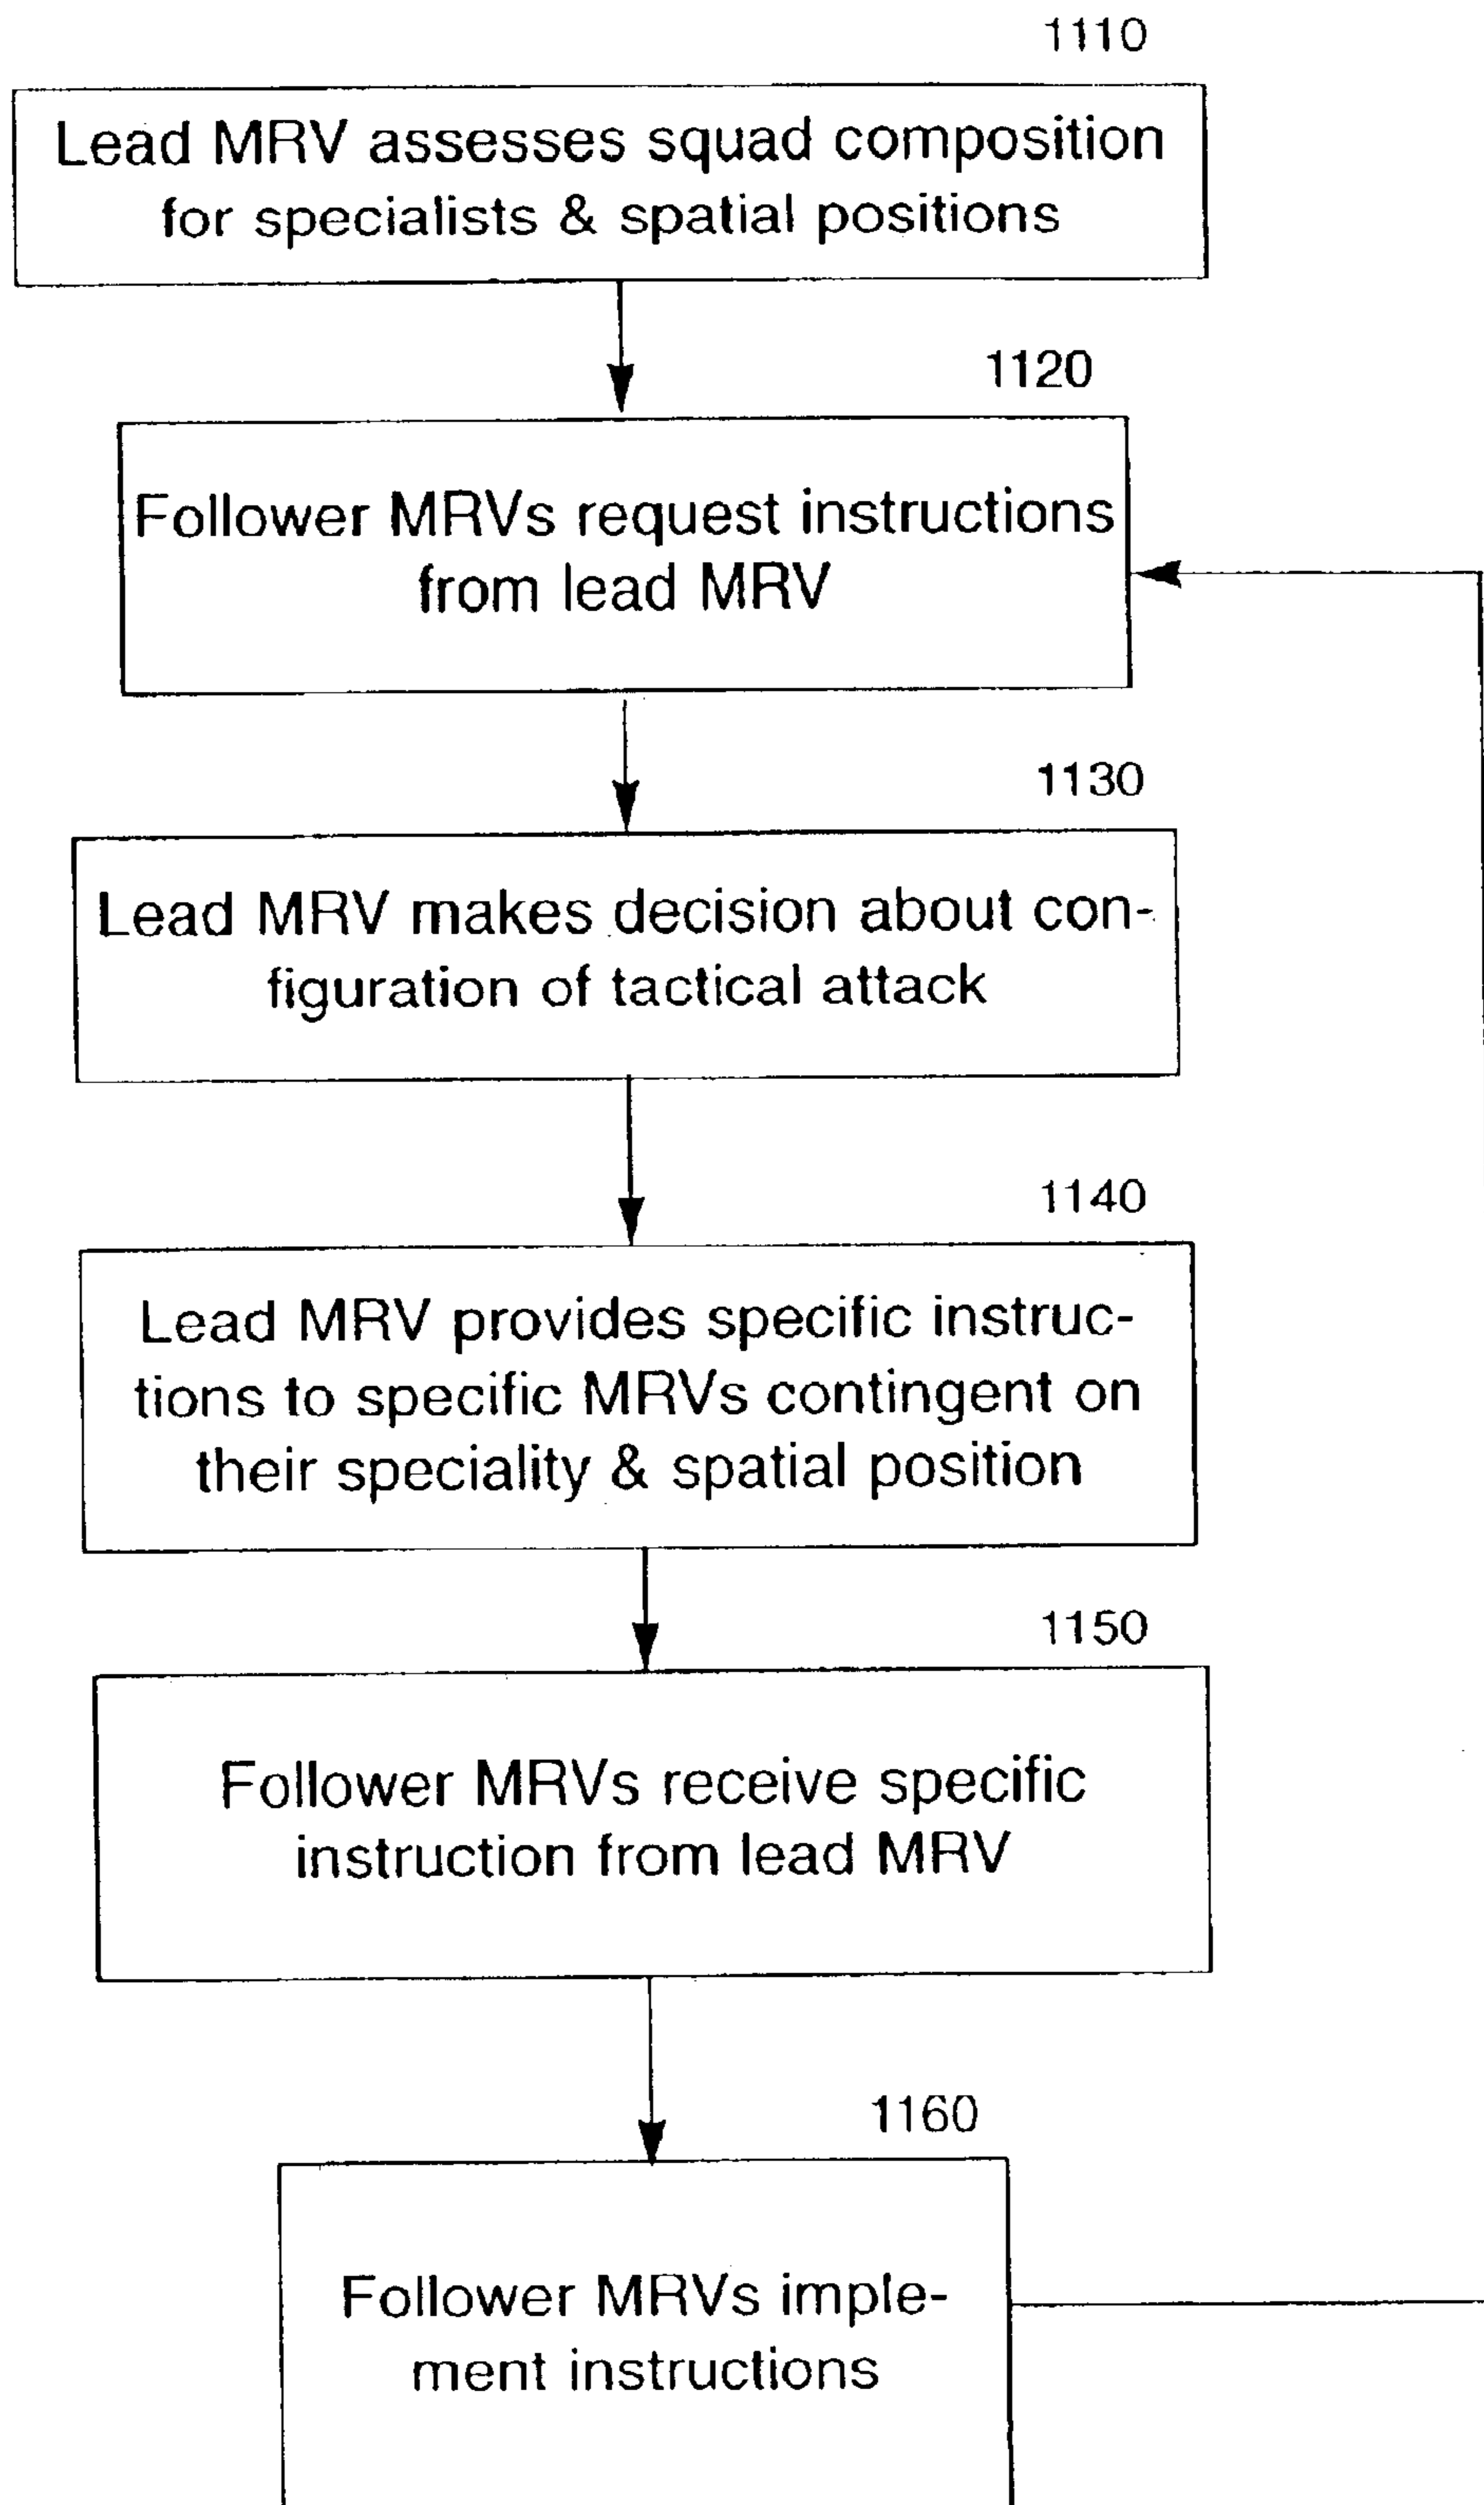 1110
Lead MRV assesses squad composition
for specialists & spatial positions
1120
Follower MRVs request instructions
from lead MRV
1130
Lead MRV makes decision about con-
figuration of tactical attack
1140
Lead MRV provides specific instruc-
tions to specific MRVs contingent on
their speciality & spatial position
1150
Follower MRVs receive specific
instruction from lead MRV
1160
Follower MRVs imple-
ment instructions